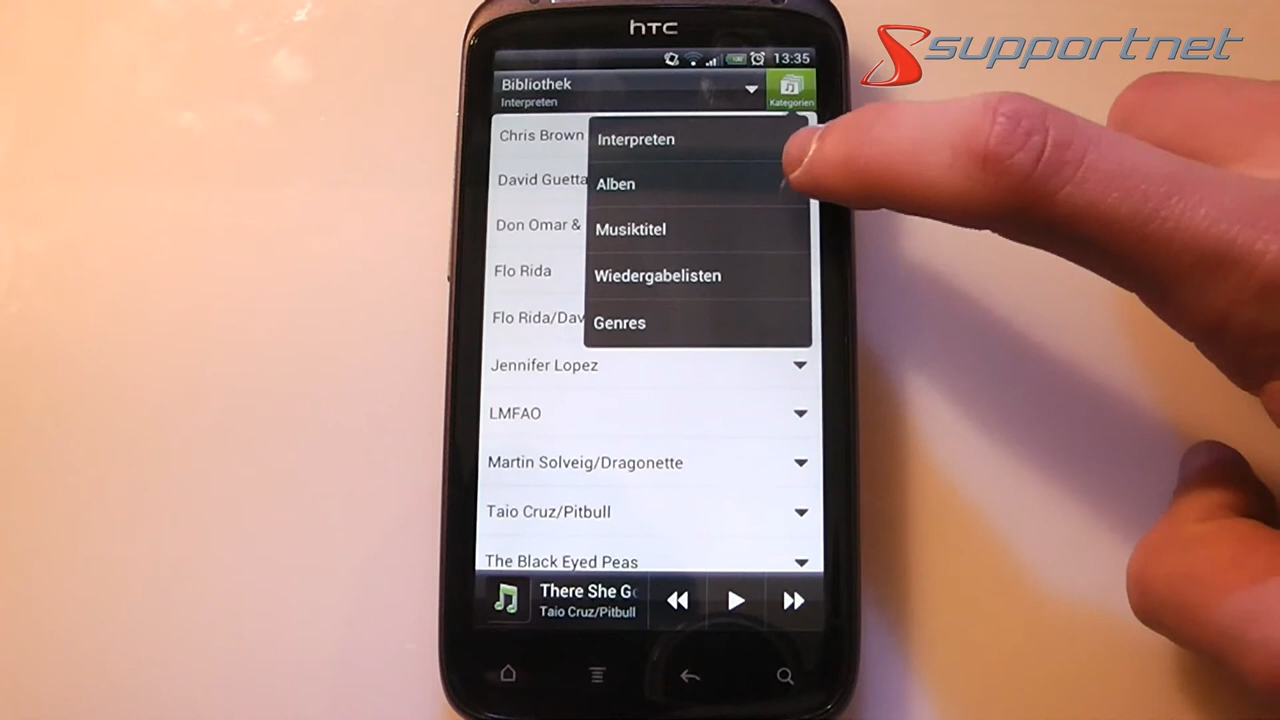 hTC
supportnet
13:35
Bibliothek
Interpreten
Kategorien
Chris Brown
David Guetta
Don Omar &
Flo Rida
Flo Rida/Dav
Interpreten
Alben
Musiktitel
Wiedergabelisten
Genres
Jennifer Lopez
LMFAO
Martin Solveig/Dragonette
Taio Cruz/Pitbull
The Black Eyed Peas
There She G
Taio Cruz/Pitbull